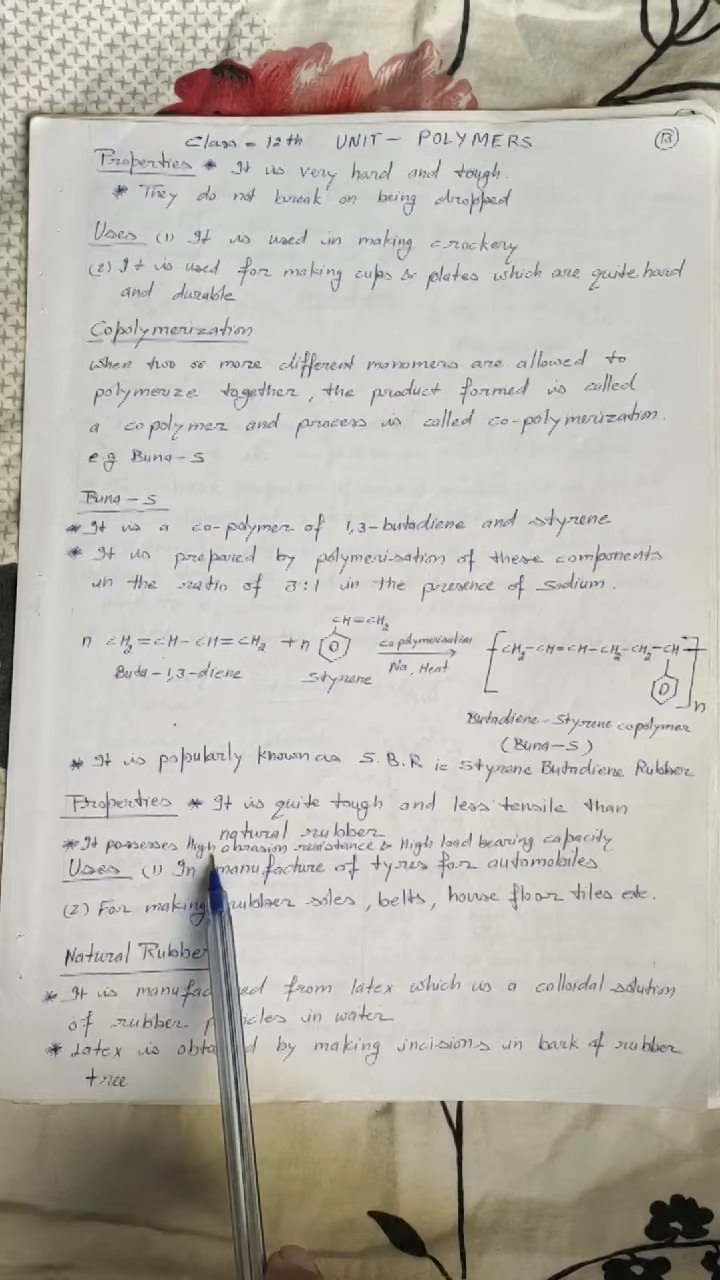 Class = 12th UNIT - POLYMERS (13)
Properties * It is very hard and tough.
* They do not break on being dropped
Uses (1) It is used in making crockery
(2) It is used for making cups & plates which are quite hard
and durable
Copolymerization
When two or more different monomers are allowed to
polymerize together, the product formed is called
a copolymer and process is called co-polymerization.
e.g Buna-S
Buna-S
* It is a co-polymer of 1,3-butadiene and styrene
* It is prepared by polymerisation of these components
in the ratio of 3:1 in the presence of Sodium.
CH=CH2
n CH2=CH-CH=CH2 + n copolymerisation [CH2-CH=CH-CH2-CH2-CH]n
Na, Heat
Buta-1,3-diene Styrene
Butadiene-Styrene copolymer
(Buna-S)
* It is popularly known as S.B.R ie Styrene Butadiene Rubber
Properties * It is quite tough and less tensile than
natural rubber
* It possesses High abrasion resistance & High load bearing capacity
Uses (1) In manufacture of tyres for automobiles
(2) For making rubber soles, belts, house floor tiles etc.
Natural Rubber
* It is manufac ed from latex which is a colloidal solution
of rubber p icles in water
* Latex is obta d by making incisions in bark of rubber
tree